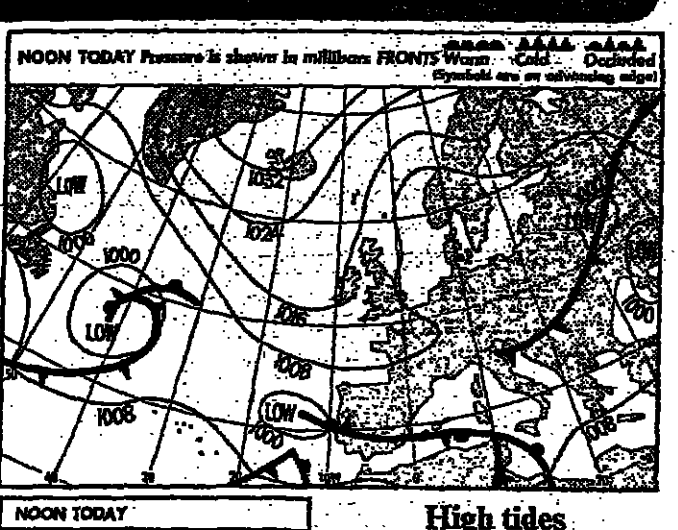 NOON TODAY Pressure is shown in millibars FRONTS Warm Cold Occluded
(Symbols are on advancing edge)
LOW
1032
1024
1008
1000
1016
1000
LOW
1008
1008
LOW
1000
NOON TODAY
High tides